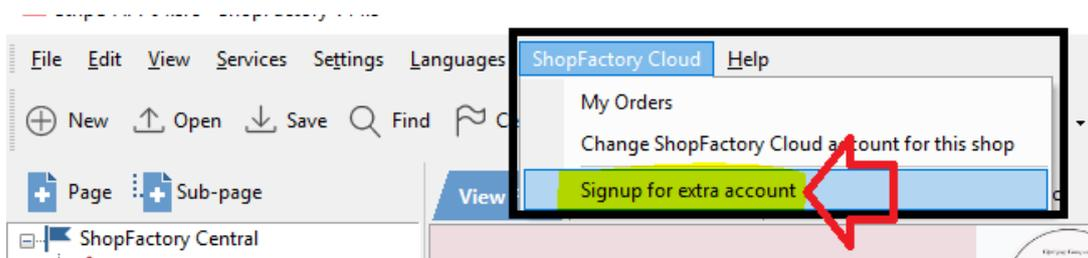 File Edit View Services Settings Languages ShopFactory Cloud Help
My Orders
New Open Save Find
Change ShopFactory Cloud account for this shop
Page Sub-page
View
Signup for extra account
ShopFactory Central